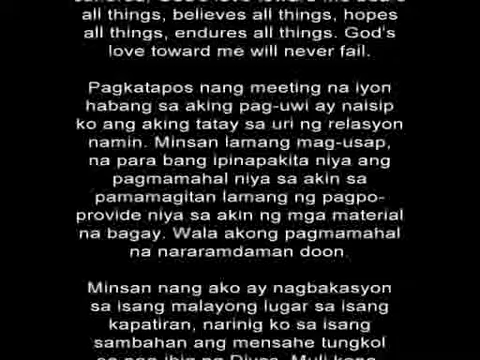 all things, believes all things, hopes
all things, endures all things. God's
love toward me will never fail.
Pagkatapos nang meeting na iyon
habang sa aking pag-uwi ay naisip
ko ang aking tatay sa uri ng relasyon
namin. Minsan lamang mag-usap,
na para bang ipinapakita niya ang
pagmamahal niya sa akin sa
pamamagitan lamang ng pagpo-
provide niya sa akin ng mga material
na bagay. Wala akong pagmamahal
na nararamdaman doon.
Minsan nang ako ay nagbakasyon
sa isang malayong lugar sa isang
kapatiran, narinig ko sa isang
sambahan ang mensahe tungkol